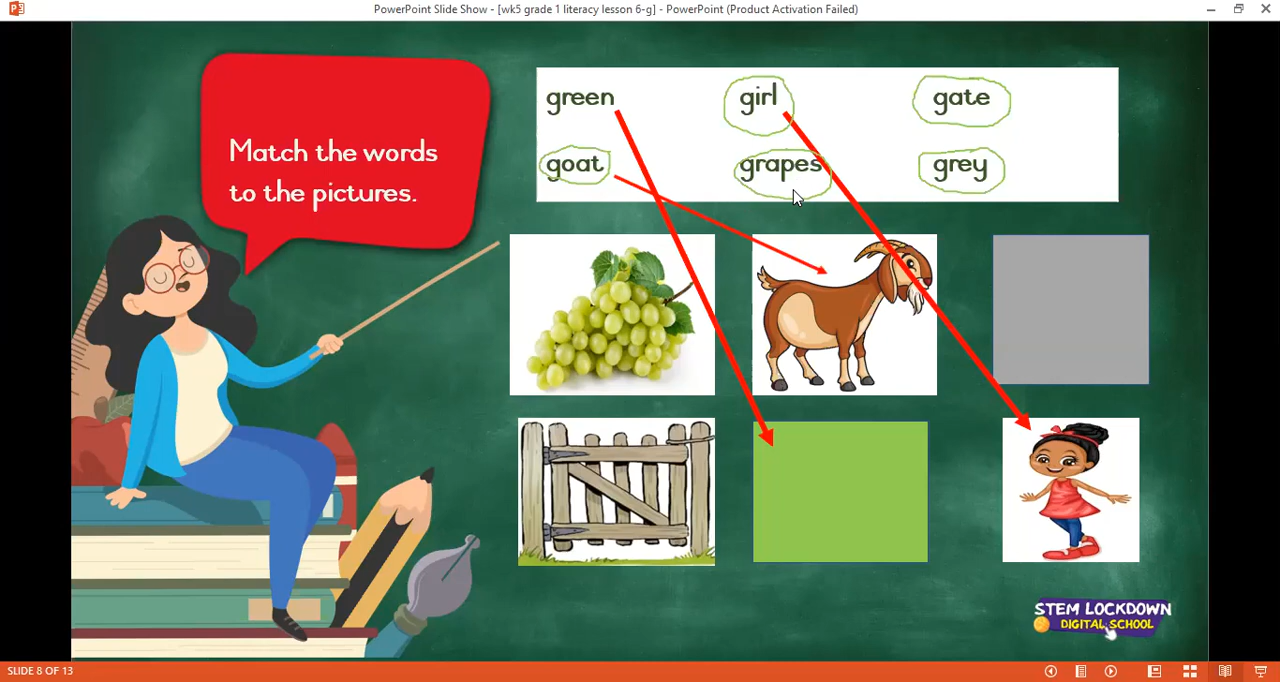 PowerPoint Slide Show - [wk5 grade 1 literacy lesson 6-g] - PowerPoint (Product Activation Failed)
Match the words
to the pictures.
green girl gate
goat grapes grey
STEM LOCKDOWN
DIGITAL SCHOOL
SLIDE 8 OF 13